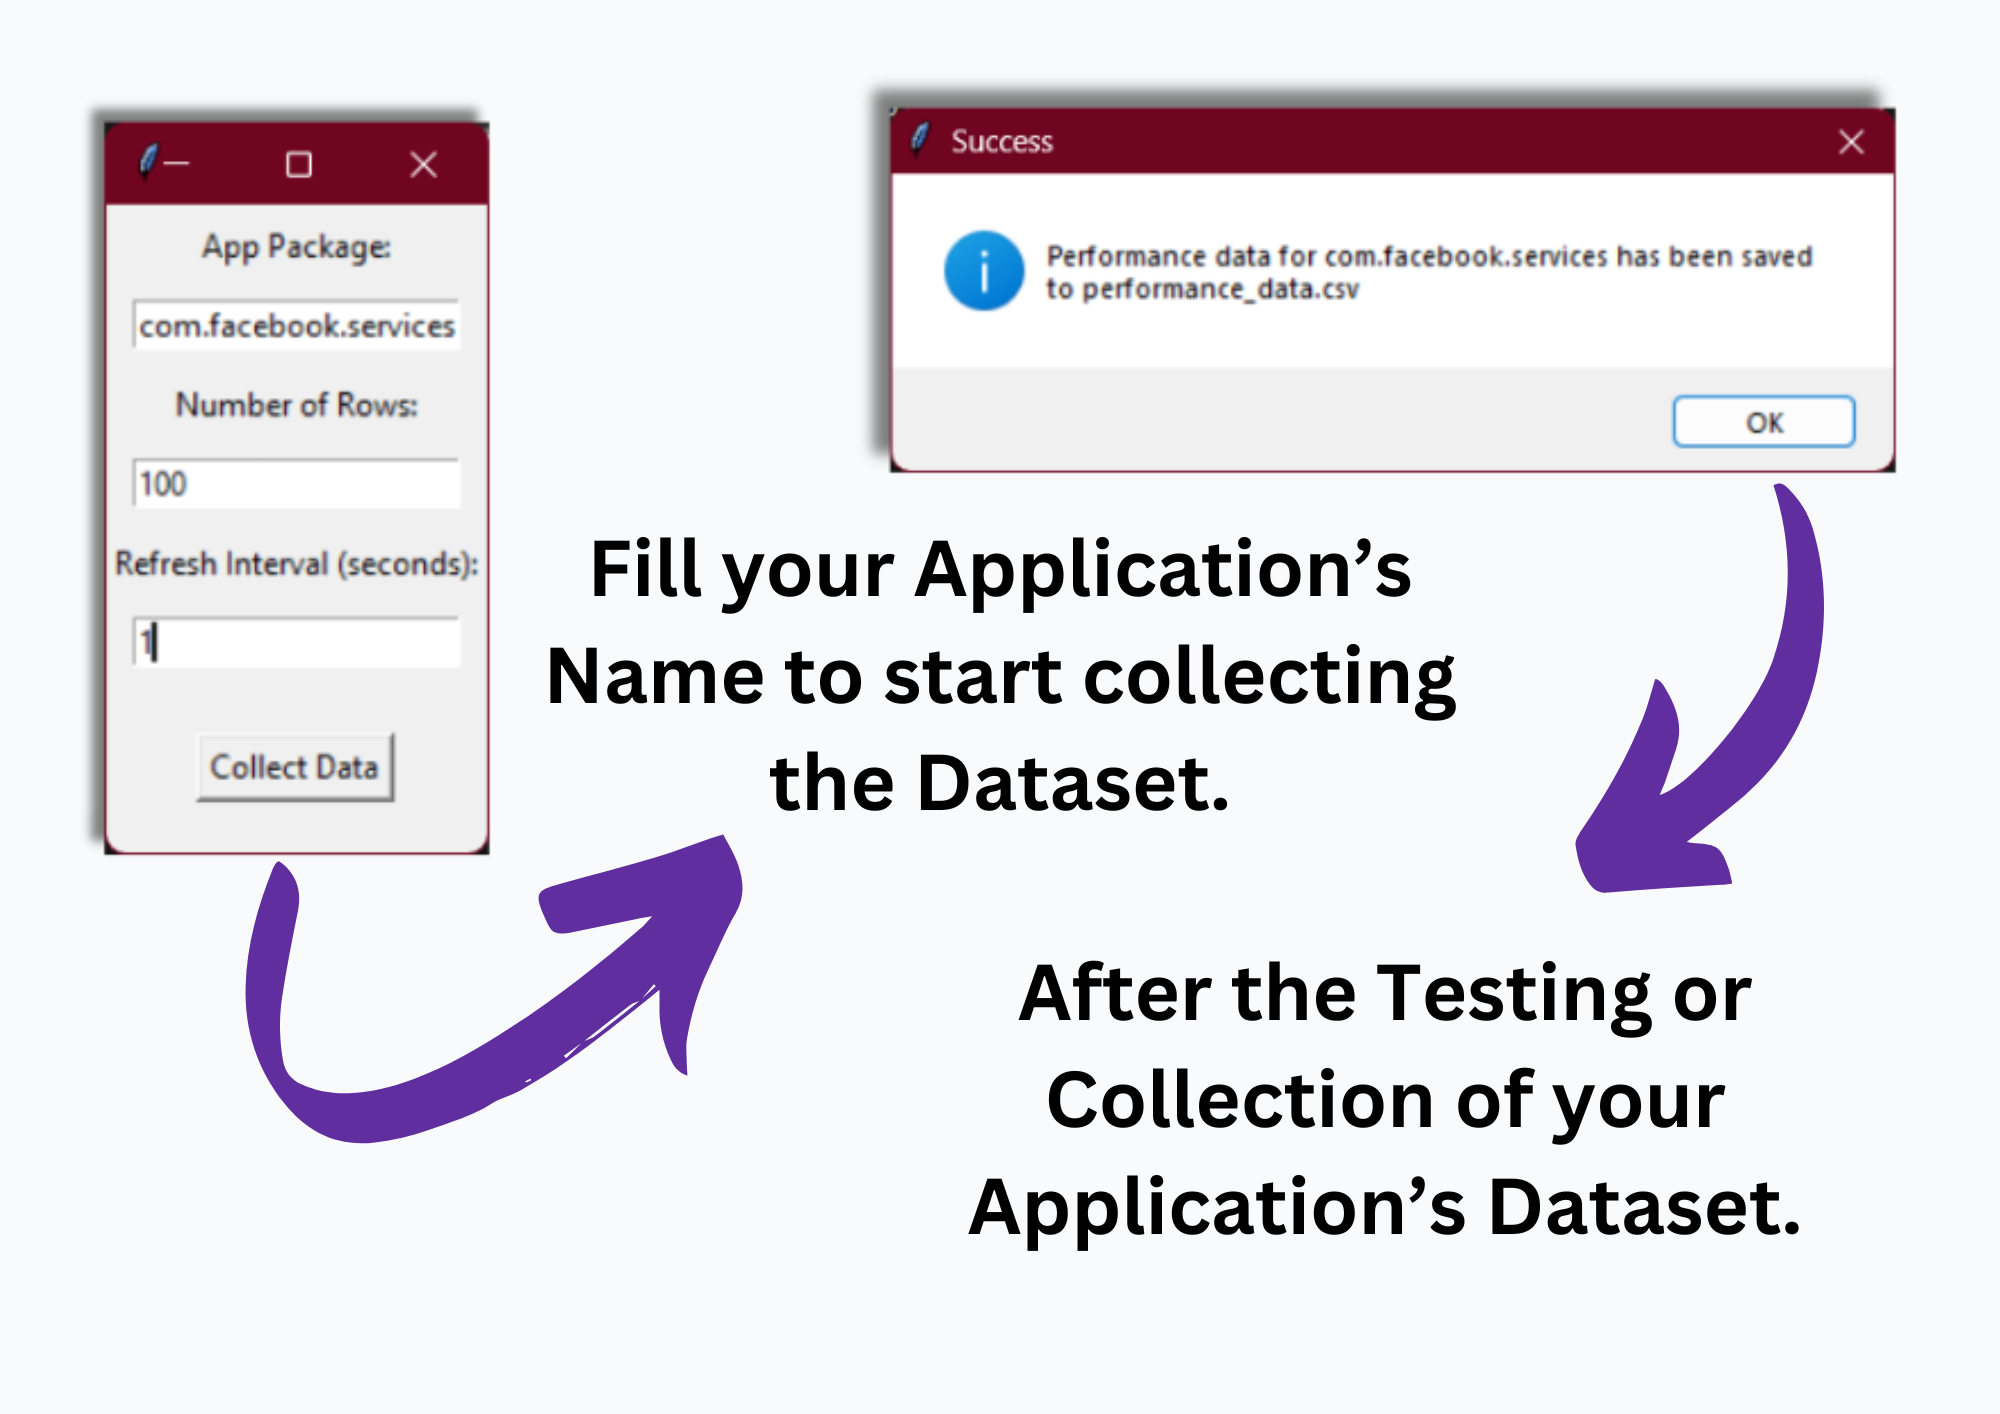 App Package:
com.facebook.services
Number of Rows:
100
Refresh Interval (seconds):
1
Collect Data
Success
Performance data for com.facebook.services has been saved
to performance_data.csv
OK
Fill your Application’s
Name to start collecting
the Dataset.
After the Testing or
Collection of your
Application’s Dataset.